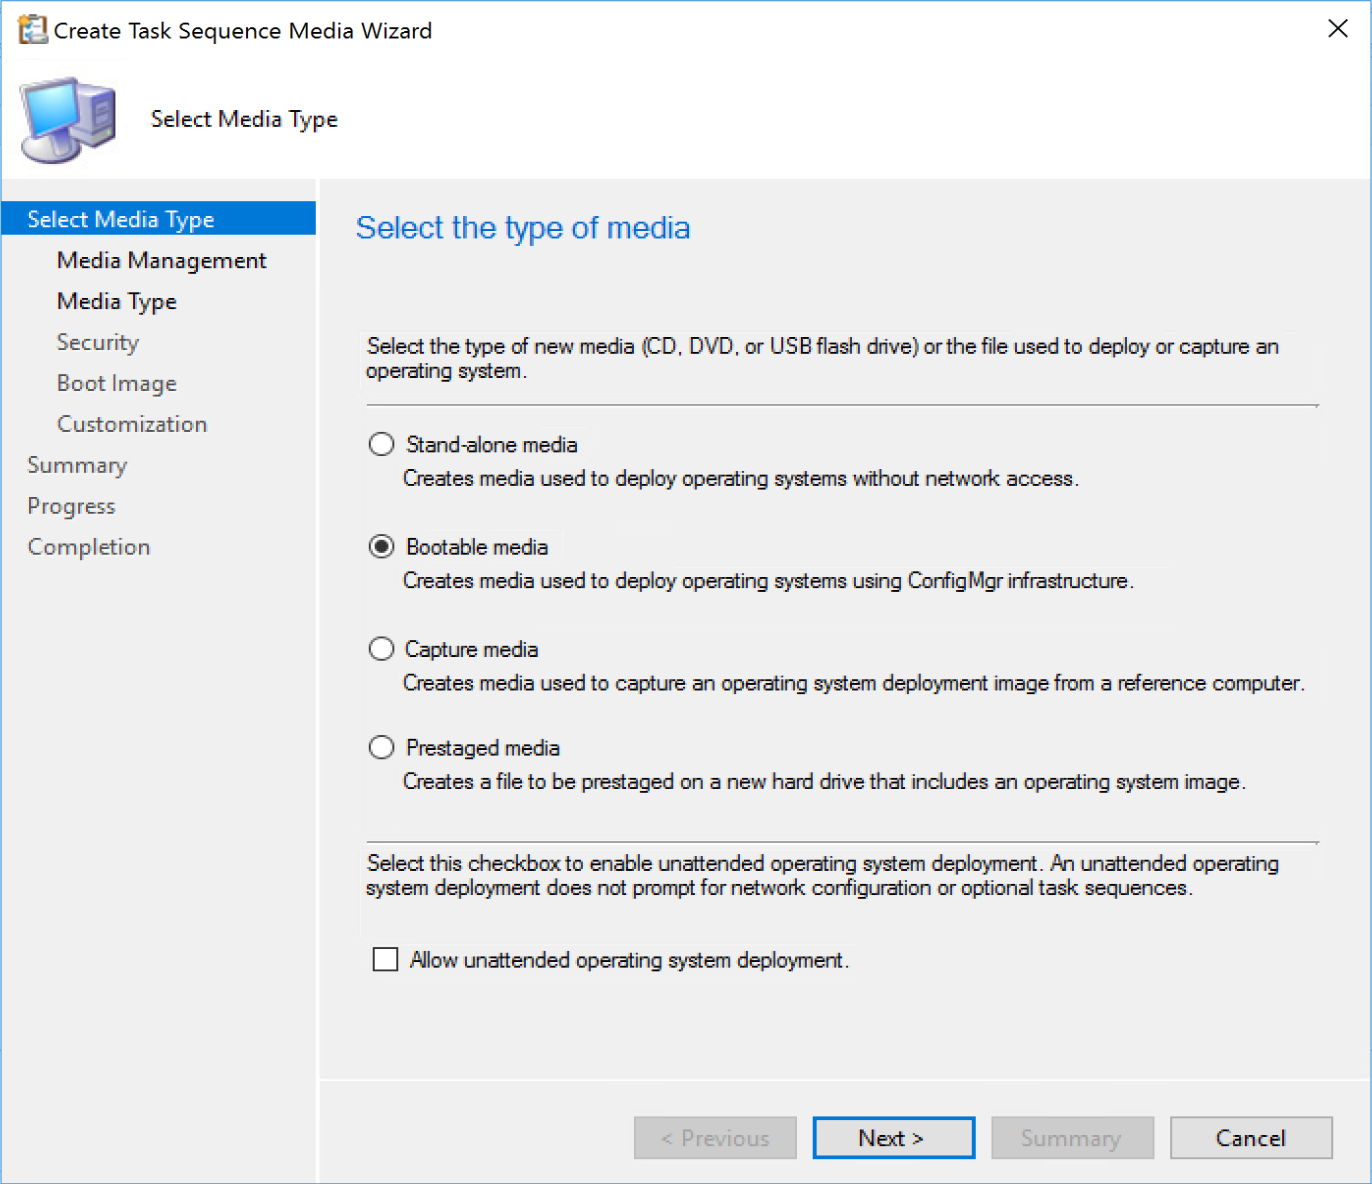 Create Task Sequence Media Wizard
Select Media Type
Select Media Type
Media Management
Media Type
Security
Boot Image
Customization
Summary
Progress
Completion
Select the type of media
Select the type of new media (CD, DVD, or USB flash drive) or the file used to deploy or capture an
operating system.
Stand-alone media
Creates media used to deploy operating systems without network access.
Bootable media
Creates media used to deploy operating systems using ConfigMgr infrastructure.
Capture media
Creates media used to capture an operating system deployment image from a reference computer.
Prestaged media
Creates a file to be prestaged on a new hard drive that includes an operating system image.
Select this checkbox to enable unattended operating system deployment. An unattended operating
system deployment does not prompt for network configuration or optional task sequences.
Allow unattended operating system deployment.
< Previous
Next >
Summary
Cancel